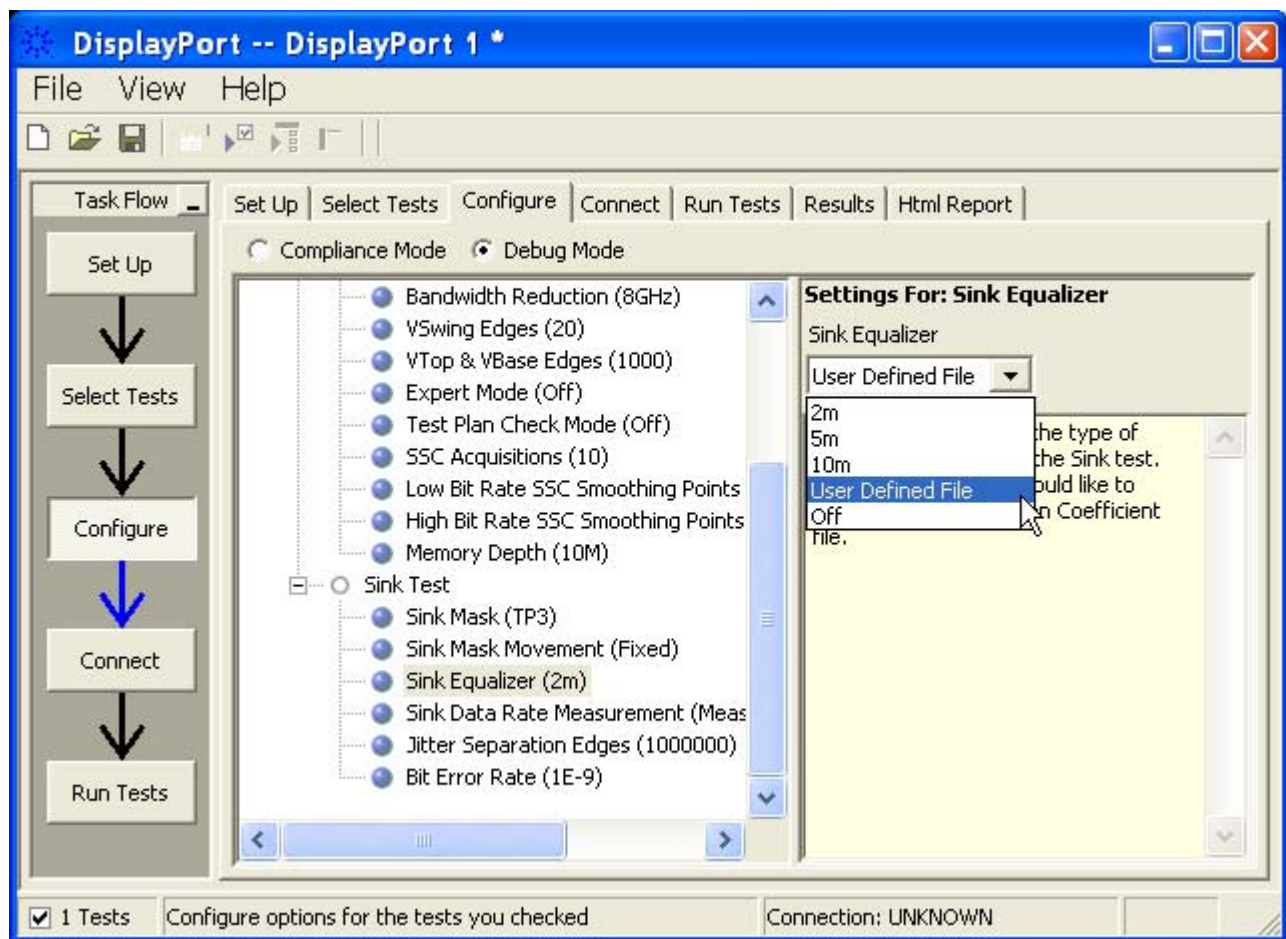 DisplayPort -- DisplayPort 1 *
File View Help
Task Flow
Set Up
Select Tests
Configure
Connect
Run Tests
Set Up Select Tests Configure Connect Run Tests Results Html Report
Compliance Mode Debug Mode
Bandwidth Reduction (8GHz)
VSwing Edges (20)
VTop & VBase Edges (1000)
Expert Mode (Off)
Test Plan Check Mode (Off)
SSC Acquisitions (10)
Low Bit Rate SSC Smoothing Points
High Bit Rate SSC Smoothing Points
Memory Depth (10M)
Sink Test
Sink Mask (TP3)
Sink Mask Movement (Fixed)
Sink Equalizer (2m)
Sink Data Rate Measurement (Meas
Jitter Separation Edges (1000000)
Bit Error Rate (1E-9)
Settings For: Sink Equalizer
Sink Equalizer
User Defined File
2m
5m
10m
User Defined File
Off
the type of
the Sink test.
like to
Coefficient
file.
1 Tests Configure options for the tests you checked Connection: UNKNOWN